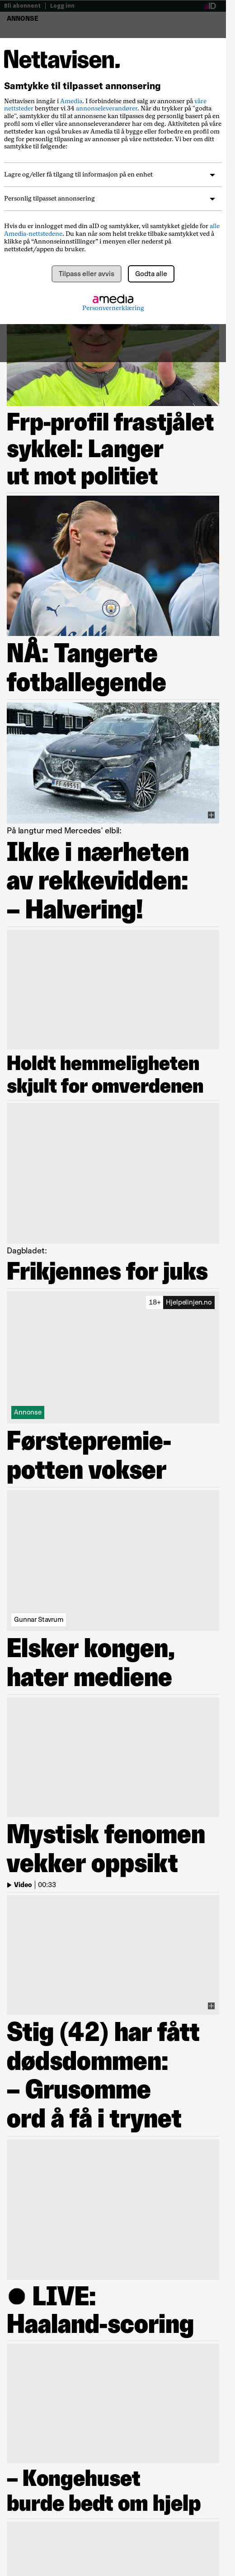 Bli abonnent | Logg inn
aID
ANNONSE
Nettavisen.
Samtykke til tilpasset annonsering
Nettavisen inngår i Amedia. I forbindelse med salg av annonser på våre
nettsteder benytter vi 34 annonseleverandører. Når du trykker på "godta
alle", samtykker du til at annonsene kan tilpasses deg personlig basert på en
profil som vi og annonseleverandører har om deg. Aktiviteten på våre
nettsteder kan også brukes av Amedia til å bygge eller forbedre en profil om
deg for personlig tilpasning av annonser på våre nettsteder. Vi ber om ditt
samtykke til følgende:
Lagre og/eller få tilgang til informasjon på en enhet
Personlig tilpasset annonsering
Hvis du er innlogget med din aID og samtykker, vil samtykket gjelde for alle
Amedia-nettstedene. Du kan når som helst trekke tilbake samtykket ved å
klikke på “Annonseinnstillinger” i menyen eller nederst på
nettstedet/appen du bruker.
Tilpass eller avvis
Godta alle
amedia
Personvernerklæring
Frp-profil frastjålet
sykkel: Langer
ut mot politiet
NÅ: Tangerte
fotballegende
På langtur med Mercedes' elbil:
Ikke i nærheten
av rekkevidden:
– Halvering!
Holdt hemmeligheten
skjult for omverdenen
Dagbladet:
Frikjennes for juks
18+ Hjelpelinjen.no
Annonse
Førstepremie-
potten vokser
Gunnar Stavrum
Elsker kongen,
hater mediene
Mystisk fenomen
vekker oppsikt
Video | 00:33
Stig (42) har fått
dødsdommen:
– Grusomme
ord å få i trynet
● LIVE:
Haaland-scoring
– Kongehuset
burde bedt om hjelp